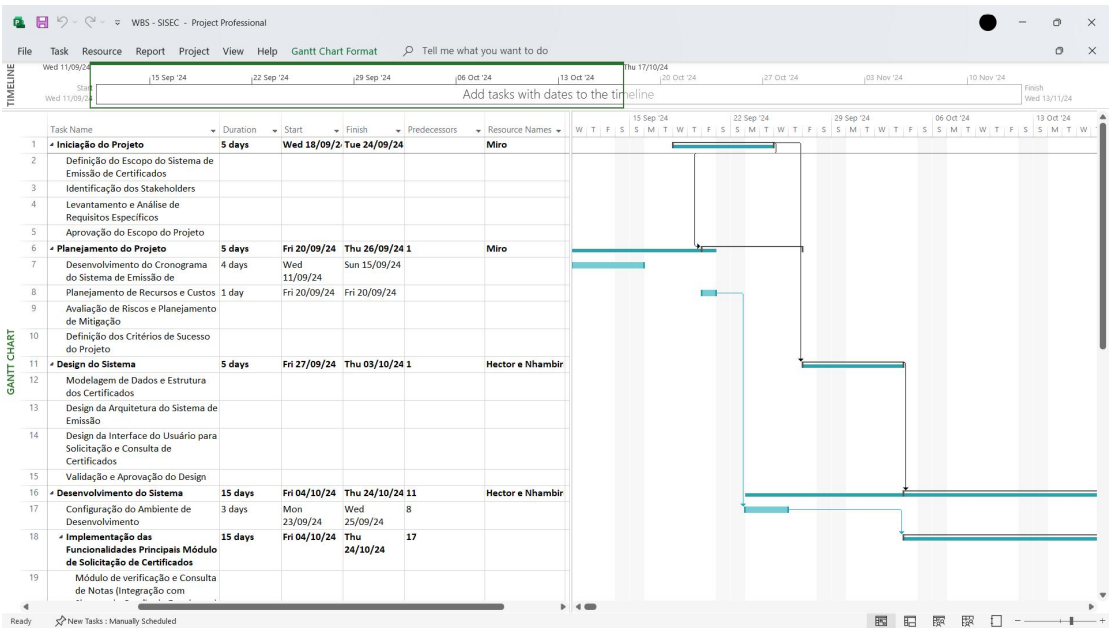 WBS - SISEC - Project Professional
File Task Resource Report Project View Help Gantt Chart Format Tell me what you want to do
TIMELINE
Wed 11/09/24 Thu 17/10/24
15 Sep '24 22 Sep '24 29 Sep '24 06 Oct '24 13 Oct '24 20 Oct '24 27 Oct '24 03 Nov '24 10 Nov '24
Start
Wed 11/09/24
Add tasks with dates to the timeline
Finish
Wed 13/11/24
GANTT CHART
Task Name Duration Start Finish Predecessors Resource Names
15 Sep '24 22 Sep '24 29 Sep '24 06 Oct '24 13 Oct '24
W T F S S M T W T F S S M T W T F S S M T W T F S S M T W T F S S M T W
1 Iniciação do Projeto 5 days Wed 18/09/2 Tue 24/09/24 Miro
2 Definição do Escopo do Sistema de
Emissão de Certificados
3 Identificação dos Stakeholders
4 Levantamento e Análise de
Requisitos Específicos
5 Aprovação do Escopo do Projeto
6 Planejamento do Projeto 5 days Fri 20/09/24 Thu 26/09/24 1 Miro
7 Desenvolvimento do Cronograma 4 days Wed Sun 15/09/24
do Sistema de Emissão de 11/09/24
8 Planejamento de Recursos e Custos 1 day Fri 20/09/24 Fri 20/09/24
9 Avaliação de Riscos e Planejamento
de Mitigação
10 Definição dos Critérios de Sucesso
do Projeto
11 Design do Sistema 5 days Fri 27/09/24 Thu 03/10/24 1 Hector e Nhambir
12 Modelagem de Dados e Estrutura
dos Certificados
13 Design da Arquitetura do Sistema de
Emissão
14 Design da Interface do Usuário para
Solicitação e Consulta de
Certificados
15 Validação e Aprovação do Design
16 Desenvolvimento do Sistema 15 days Fri 04/10/24 Thu 24/10/24 11 Hector e Nhambir
17 Configuração do Ambiente de 3 days Mon Wed 8
Desenvolvimento 23/09/24 25/09/24
18 Implementação das 15 days Fri 04/10/24 Thu 17
Funcionalidades Principais Módulo 24/10/24
de Solicitação de Certificados
19 Módulo de verificação e Consulta
de Notas (Integração com
Ready New Tasks : Manually Scheduled